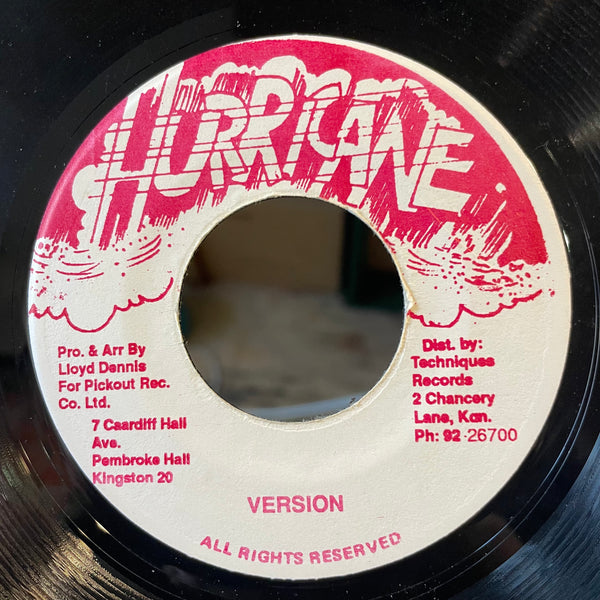 HURRICANE
Pro. & Arr By
Lloyd Dennis
For Pickout Rec.
Co. Ltd.
7 Caardiff Hall
Ave.
Pembroke Hall
Kingston 20
Dist. by:
Techniques
Records
2 Chancery
Lane, Kgn.
Ph: 92-26700
VERSION
ALL RIGHTS RESERVED